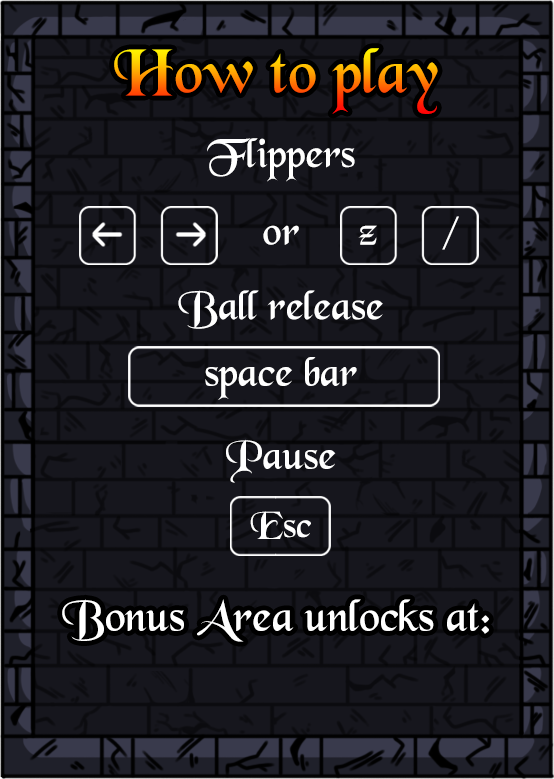 How to play
Flippers
← → or z /
Ball release
space bar
Pause
Esc
Bonus Area unlocks at: